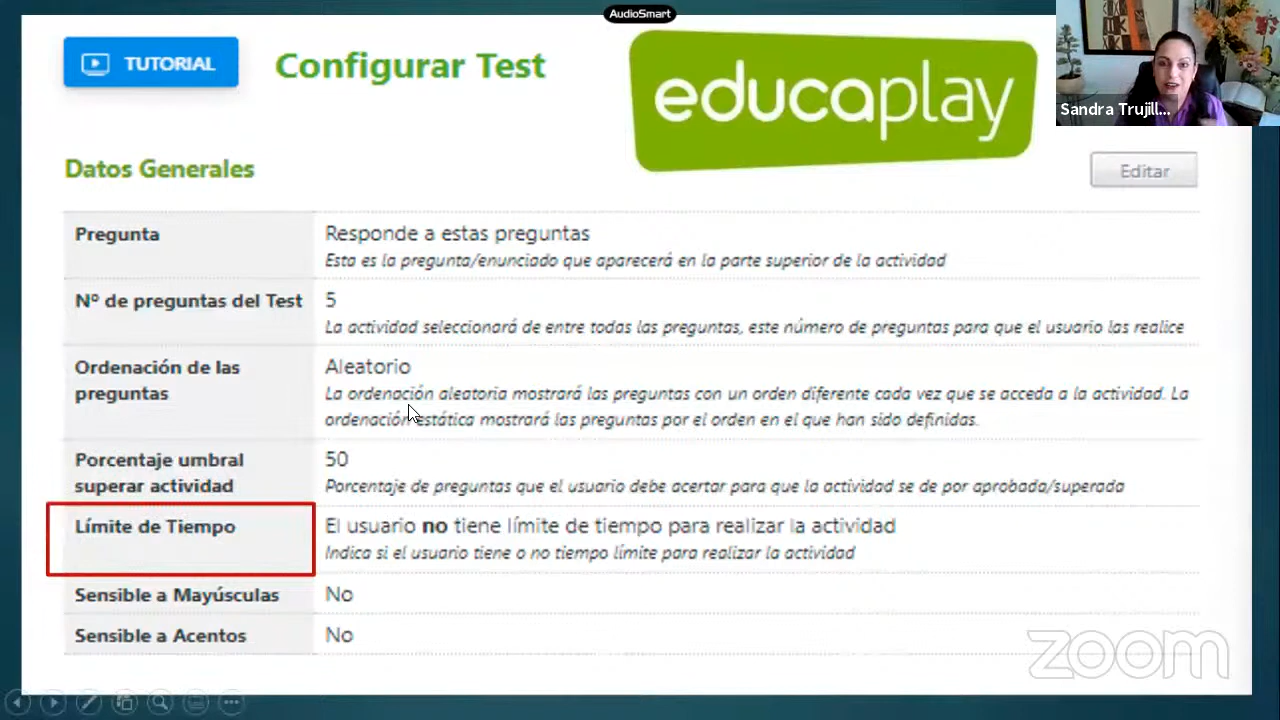 AudioSmart
TUTORIAL
Configurar Test
educaplay
Sandra Trujill...
Datos Generales
Editar
Pregunta
Responde a estas preguntas
Esta es la pregunta/enunciado que aparecerá en la parte superior de la actividad
Nº de preguntas del Test
5
La actividad seleccionará de entre todas las preguntas, este número de preguntas para que el usuario las realice
Ordenación de las
preguntas
Aleatorio
La ordenación aleatoria mostrará las preguntas con un orden diferente cada vez que se acceda a la actividad. La
ordenación estática mostrará las preguntas por el orden en el que han sido definidas.
Porcentaje umbral
superar actividad
50
Porcentaje de preguntas que el usuario debe acertar para que la actividad se de por aprobada/superada
Límite de Tiempo
El usuario no tiene límite de tiempo para realizar la actividad
Indica si el usuario tiene o no tiempo límite para realizar la actividad
Sensible a Mayúsculas
No
Sensible a Acentos
No
zoom